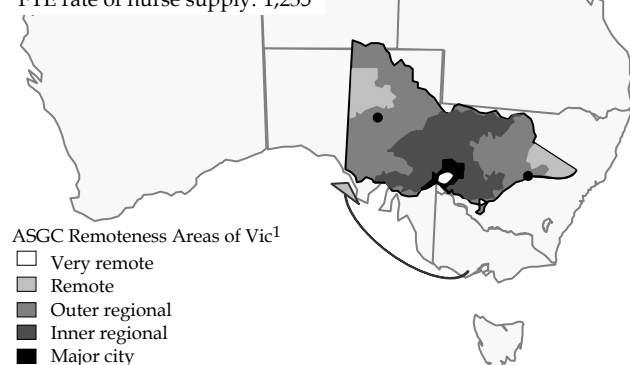 FTE rate of nurse supply: 1,255
ASGC Remoteness Areas of Vic1
Very remote
Remote
Outer regional
Inner regional
Major city